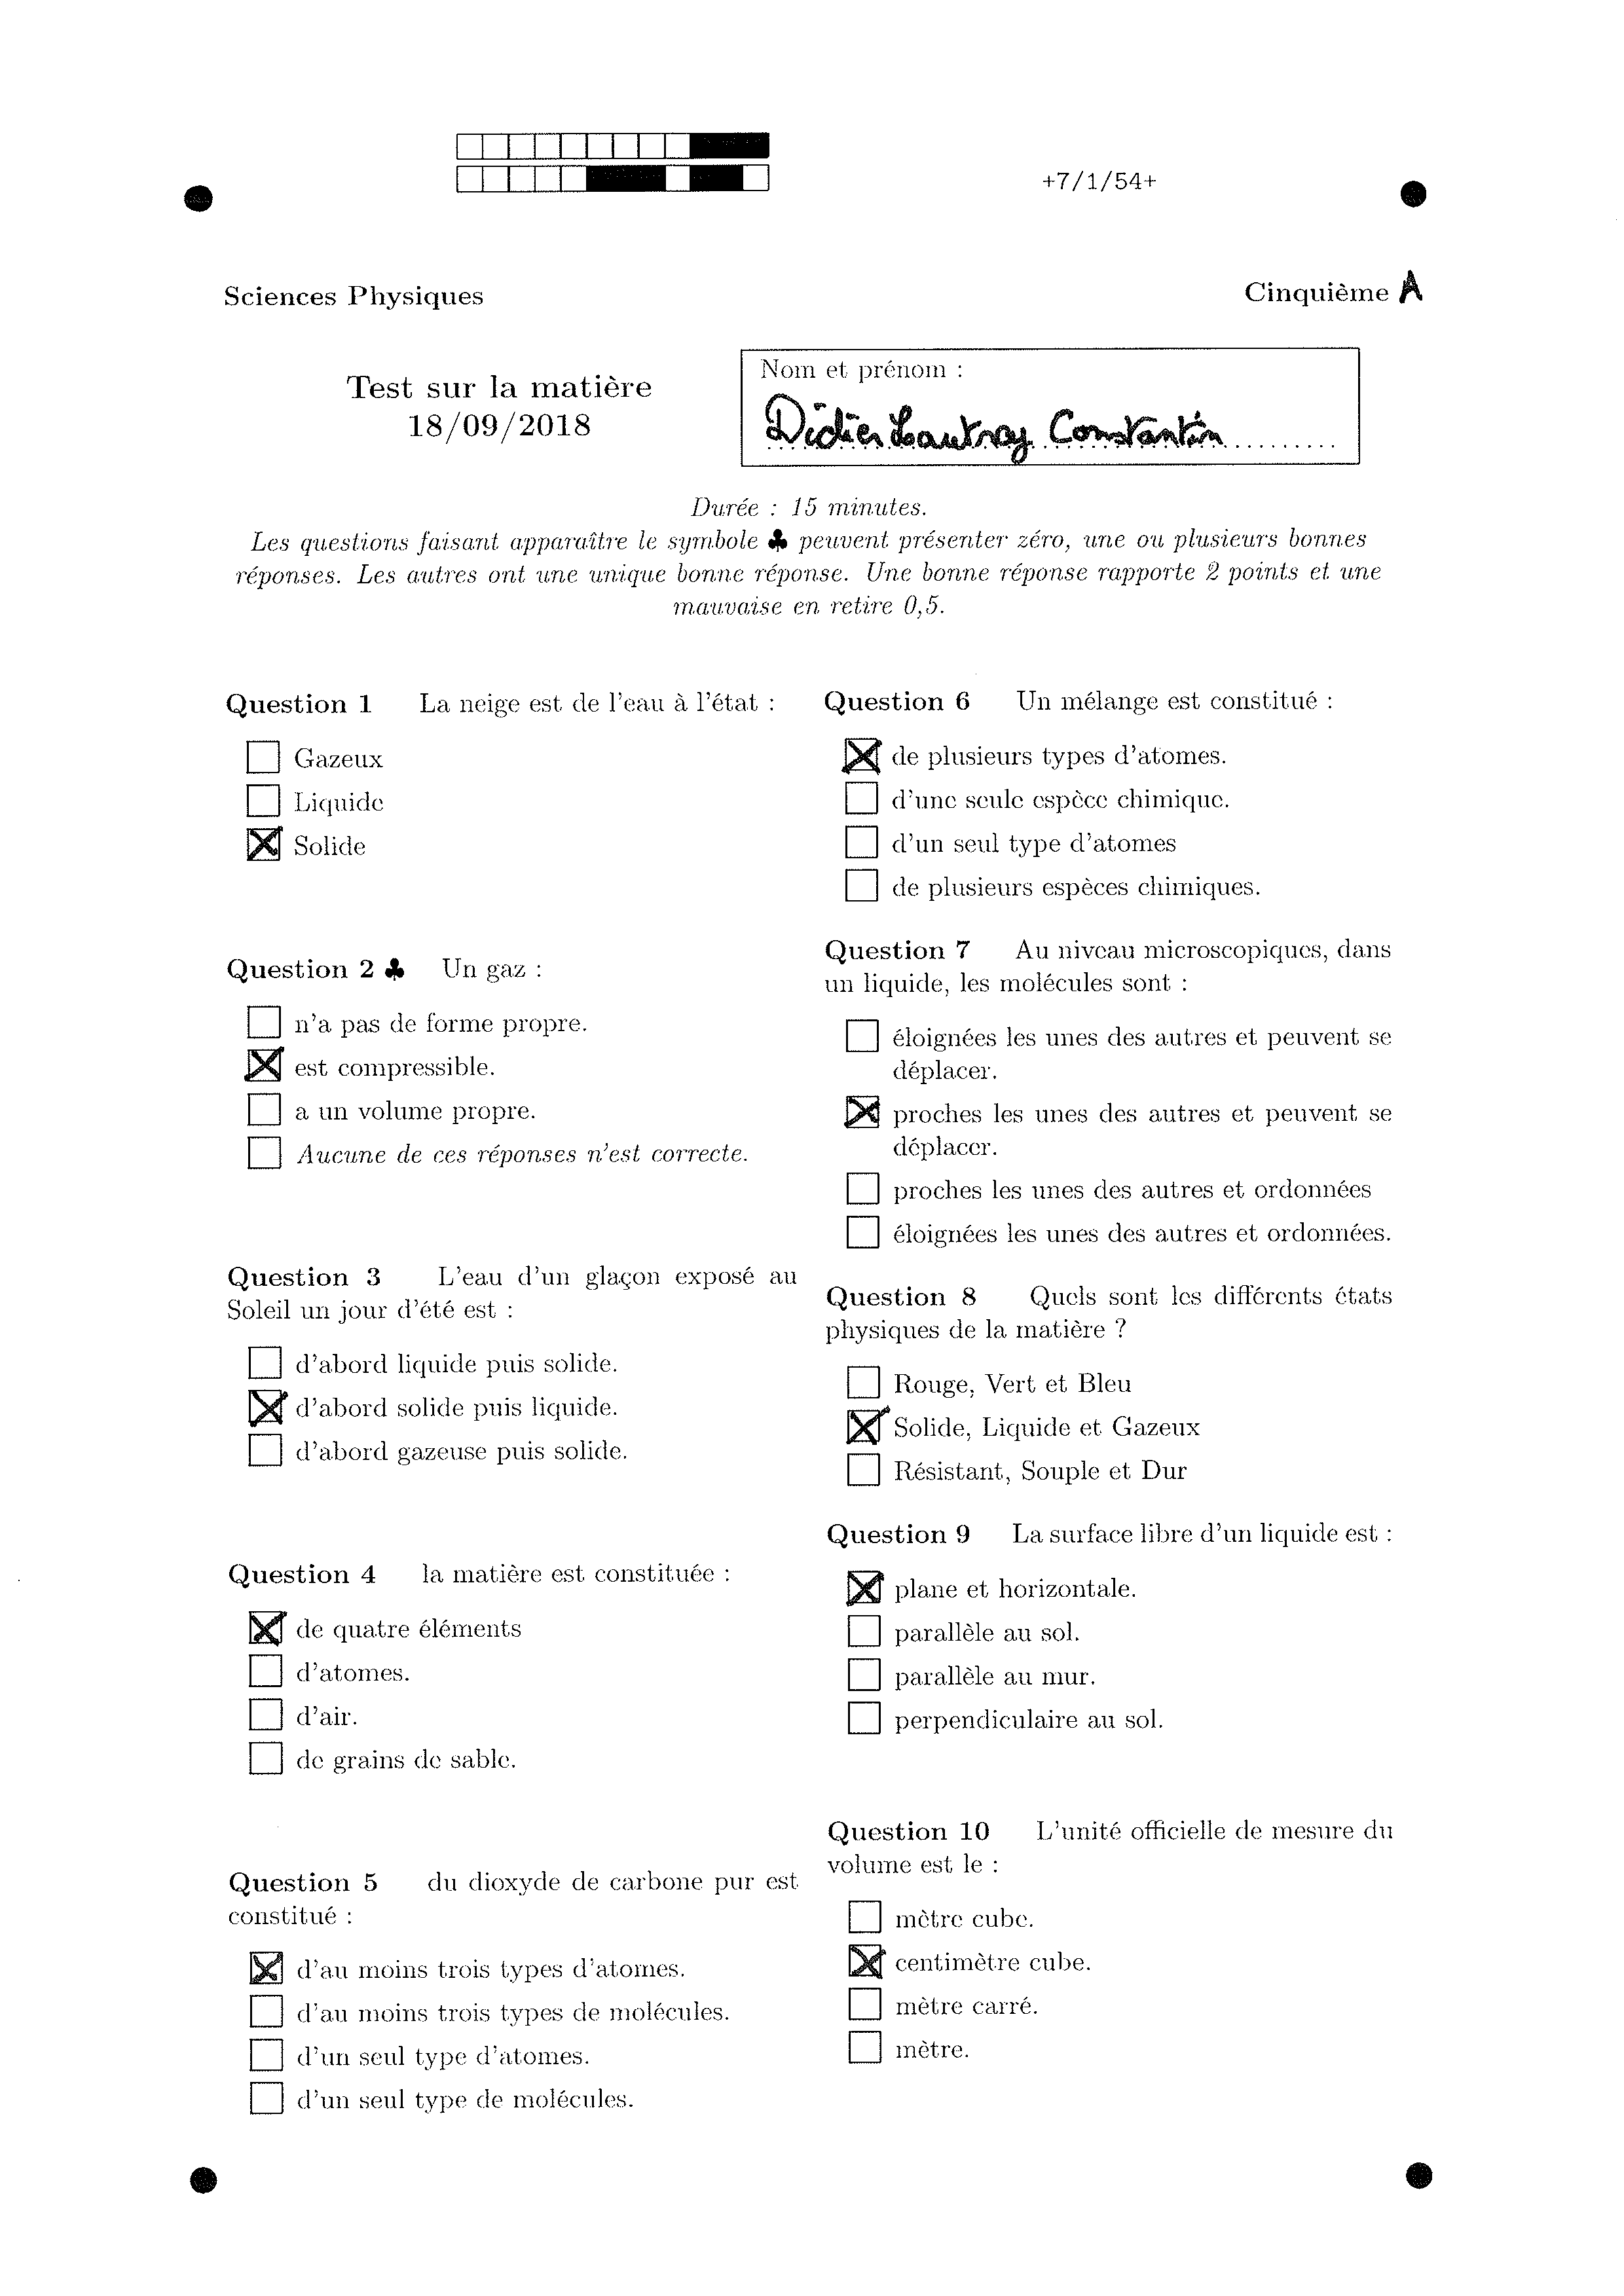 +7/1/54+
Sciences Physiques
Cinquième A
Test sur la matière
18/09/2018
Nom et prénom :
Didier Lautray Constantin
Durée : 15 minutes.
Les questions faisant apparaître le symbole ♣ peuvent présenter zéro, une ou plusieurs bonnes
réponses. Les autres ont une unique bonne réponse. Une bonne réponse rapporte 2 points et une
mauvaise en retire 0,5.
Question 1 La neige est de l'eau à l'état :
Gazeux
Liquide
Solide
Question 2 ♣ Un gaz :
n'a pas de forme propre.
est compressible.
a un volume propre.
Aucune de ces réponses n'est correcte.
Question 3 L'eau d'un glaçon exposé au
Soleil un jour d'été est :
d'abord liquide puis solide.
d'abord solide puis liquide.
d'abord gazeuse puis solide.
Question 4 la matière est constituée :
de quatre éléments
d'atomes.
d'air.
de grains de sable.
Question 5 du dioxyde de carbone pur est
constitué :
d'au moins trois types d'atomes.
d'au moins trois types de molécules.
d'un seul type d'atomes.
d'un seul type de molécules.
Question 6 Un mélange est constitué :
de plusieurs types d'atomes.
d'une seule espèce chimique.
d'un seul type d'atomes
de plusieurs espèces chimiques.
Question 7 Au niveau microscopiques, dans
un liquide, les molécules sont :
éloignées les unes des autres et peuvent se
déplacer.
proches les unes des autres et peuvent se
déplacer.
proches les unes des autres et ordonnées
éloignées les unes des autres et ordonnées.
Question 8 Quels sont les différents états
physiques de la matière ?
Rouge, Vert et Bleu
Solide, Liquide et Gazeux
Résistant, Souple et Dur
Question 9 La surface libre d'un liquide est :
plane et horizontale.
parallèle au sol.
parallèle au mur.
perpendiculaire au sol.
Question 10 L'unité officielle de mesure du
volume est le :
mètre cube.
centimètre cube.
mètre carré.
mètre.